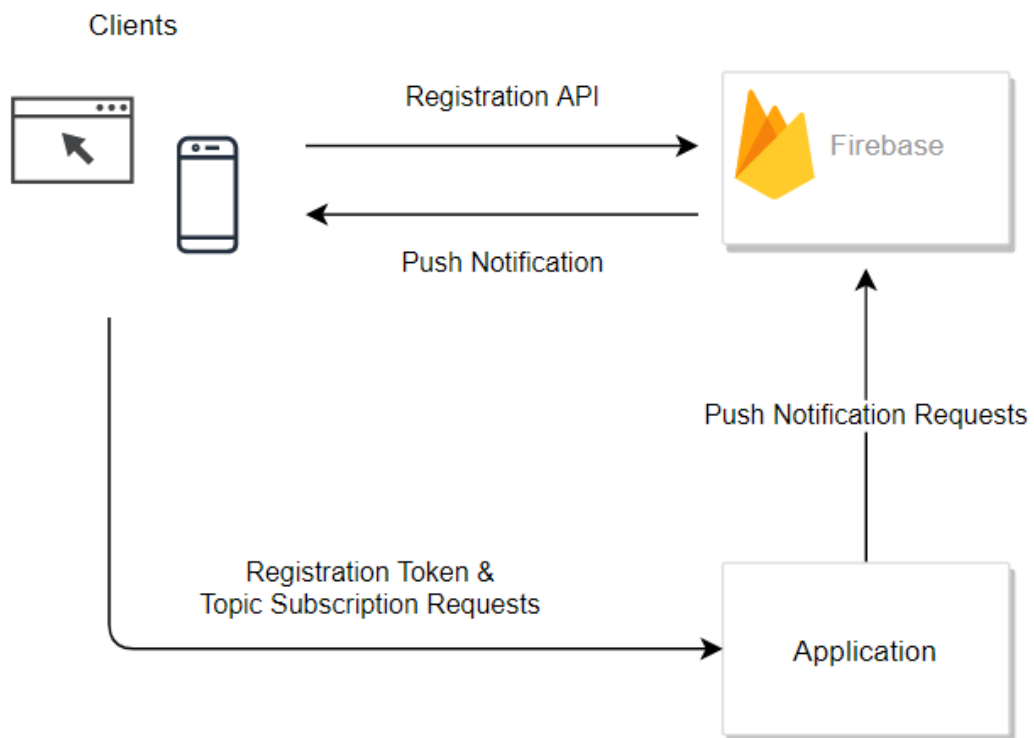 Clients
Registration API
Firebase
Push Notification
Push Notification Requests
Registration Token &
Topic Subscription Requests
Application